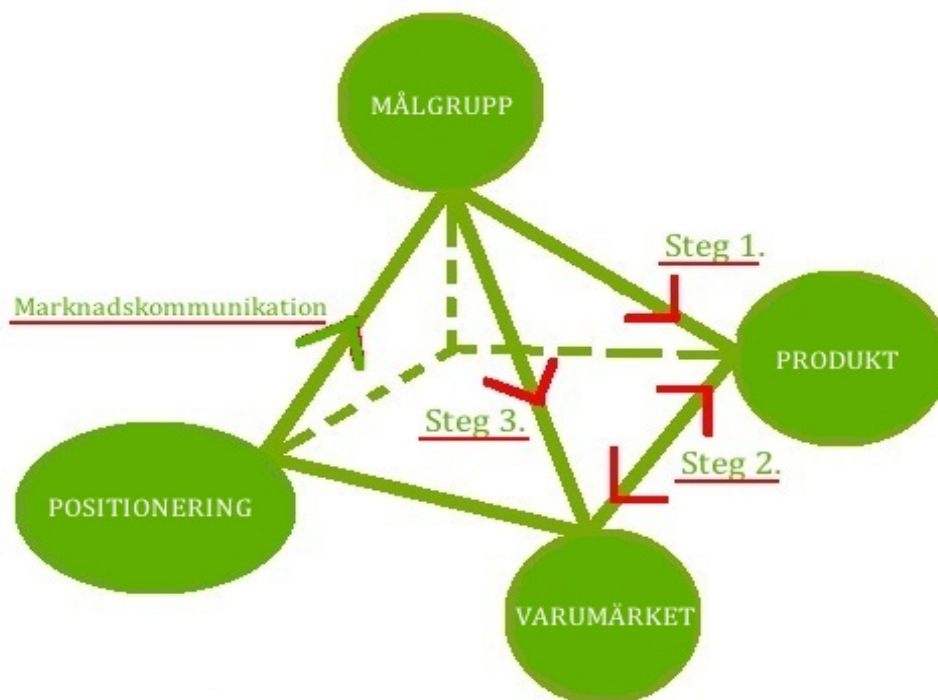 MÅLGRUPP
Steg 1.
Marknadskommunikation
PRODUKT
Steg 3.
Steg 2.
POSITIONERING
VARUMÄRKET